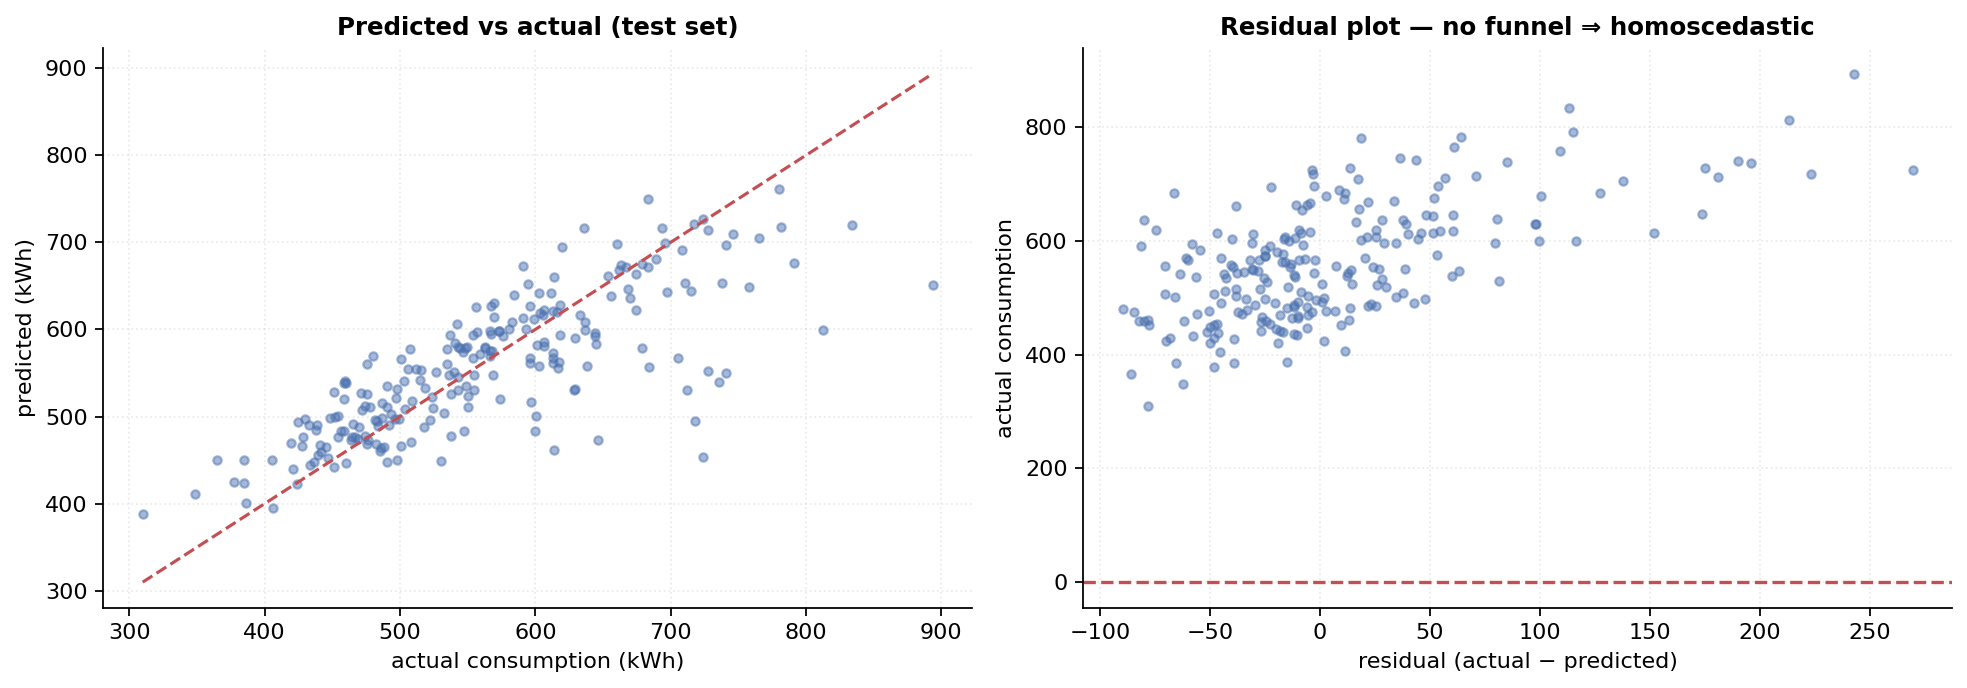 Predicted vs actual (test set)
predicted (kWh)
900
800
700
600
500
400
300
300 400 500 600 700 800 900
actual consumption (kWh)
Residual plot — no funnel ⇒ homoscedastic
actual consumption
800
600
400
200
0
−100 −50 0 50 100 150 200 250
residual (actual − predicted)